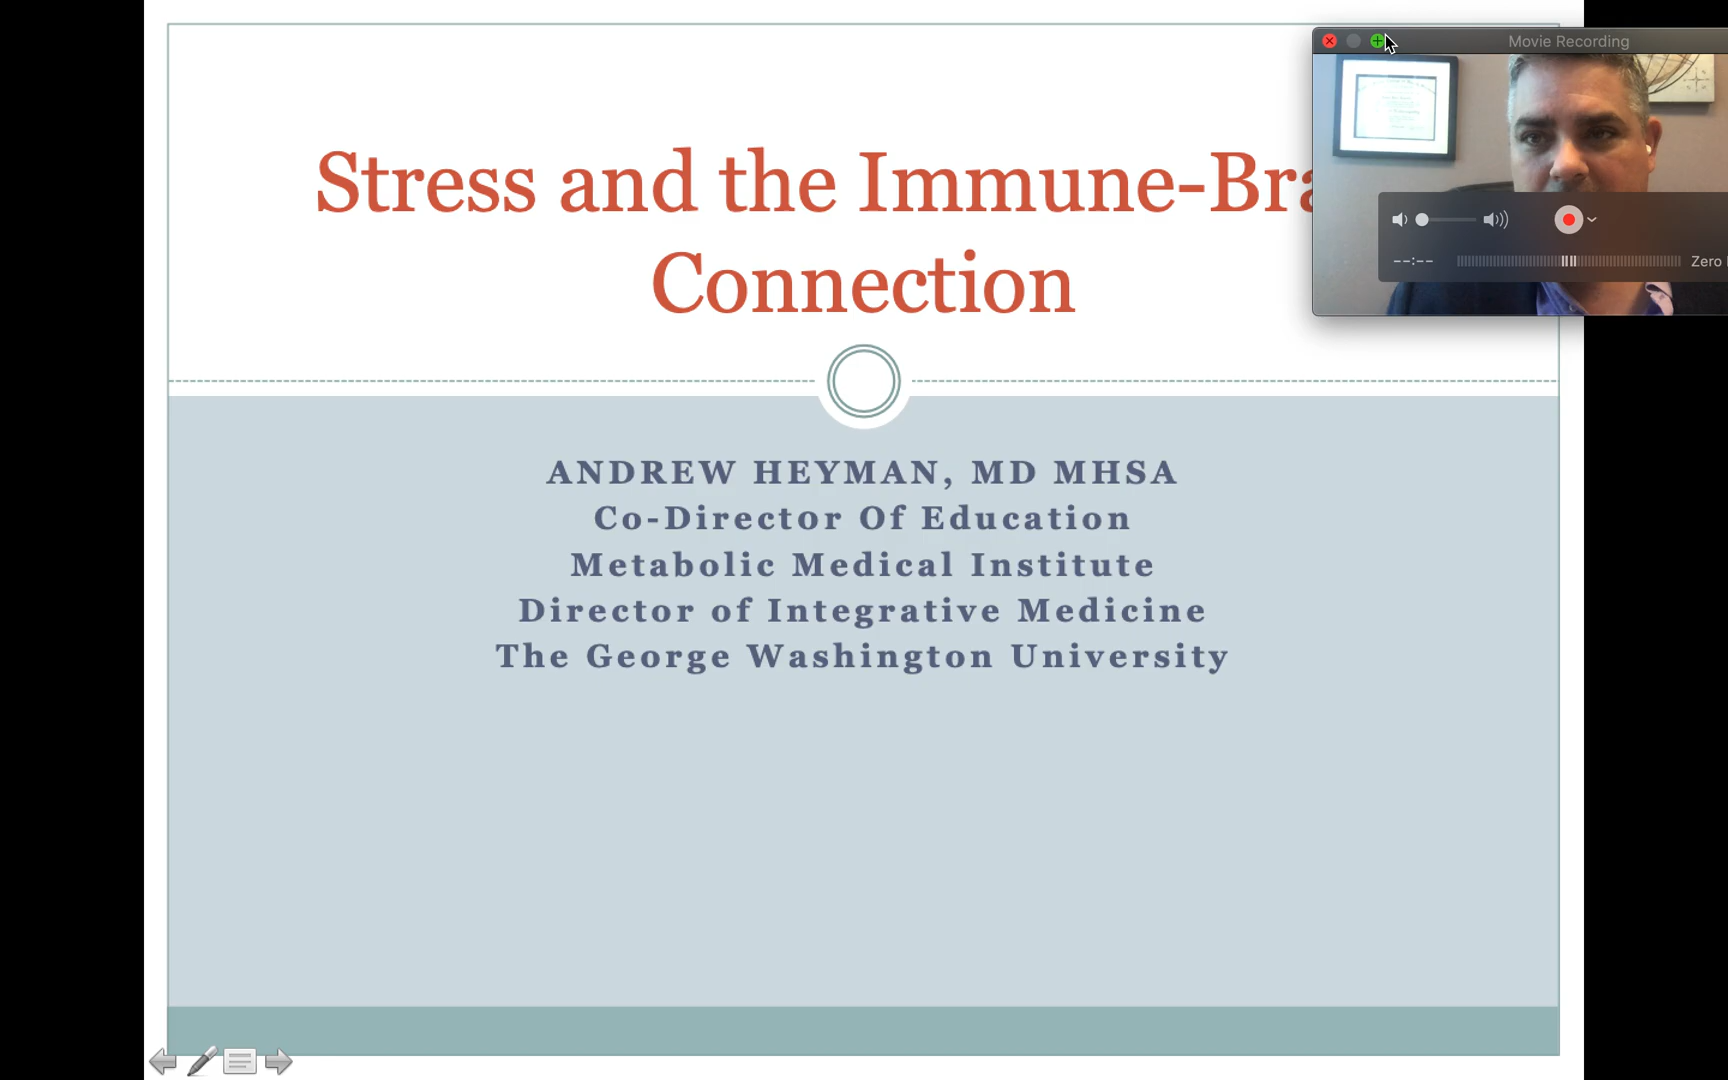 Movie Recording
Stress and the Immune-Bra
Connection
--:--
Zero
ANDREW HEYMAN, MD MHSA
Co-Director Of Education
Metabolic Medical Institute
Director of Integrative Medicine
The George Washington University